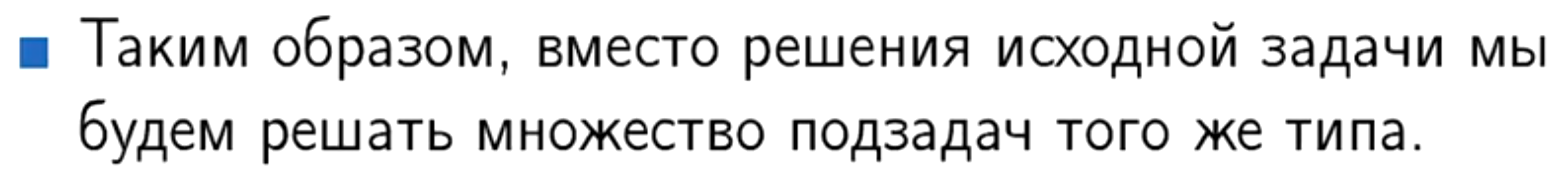 Таким образом, вместо решения исходной задачи мы
будем решать множество подзадач того же типа.